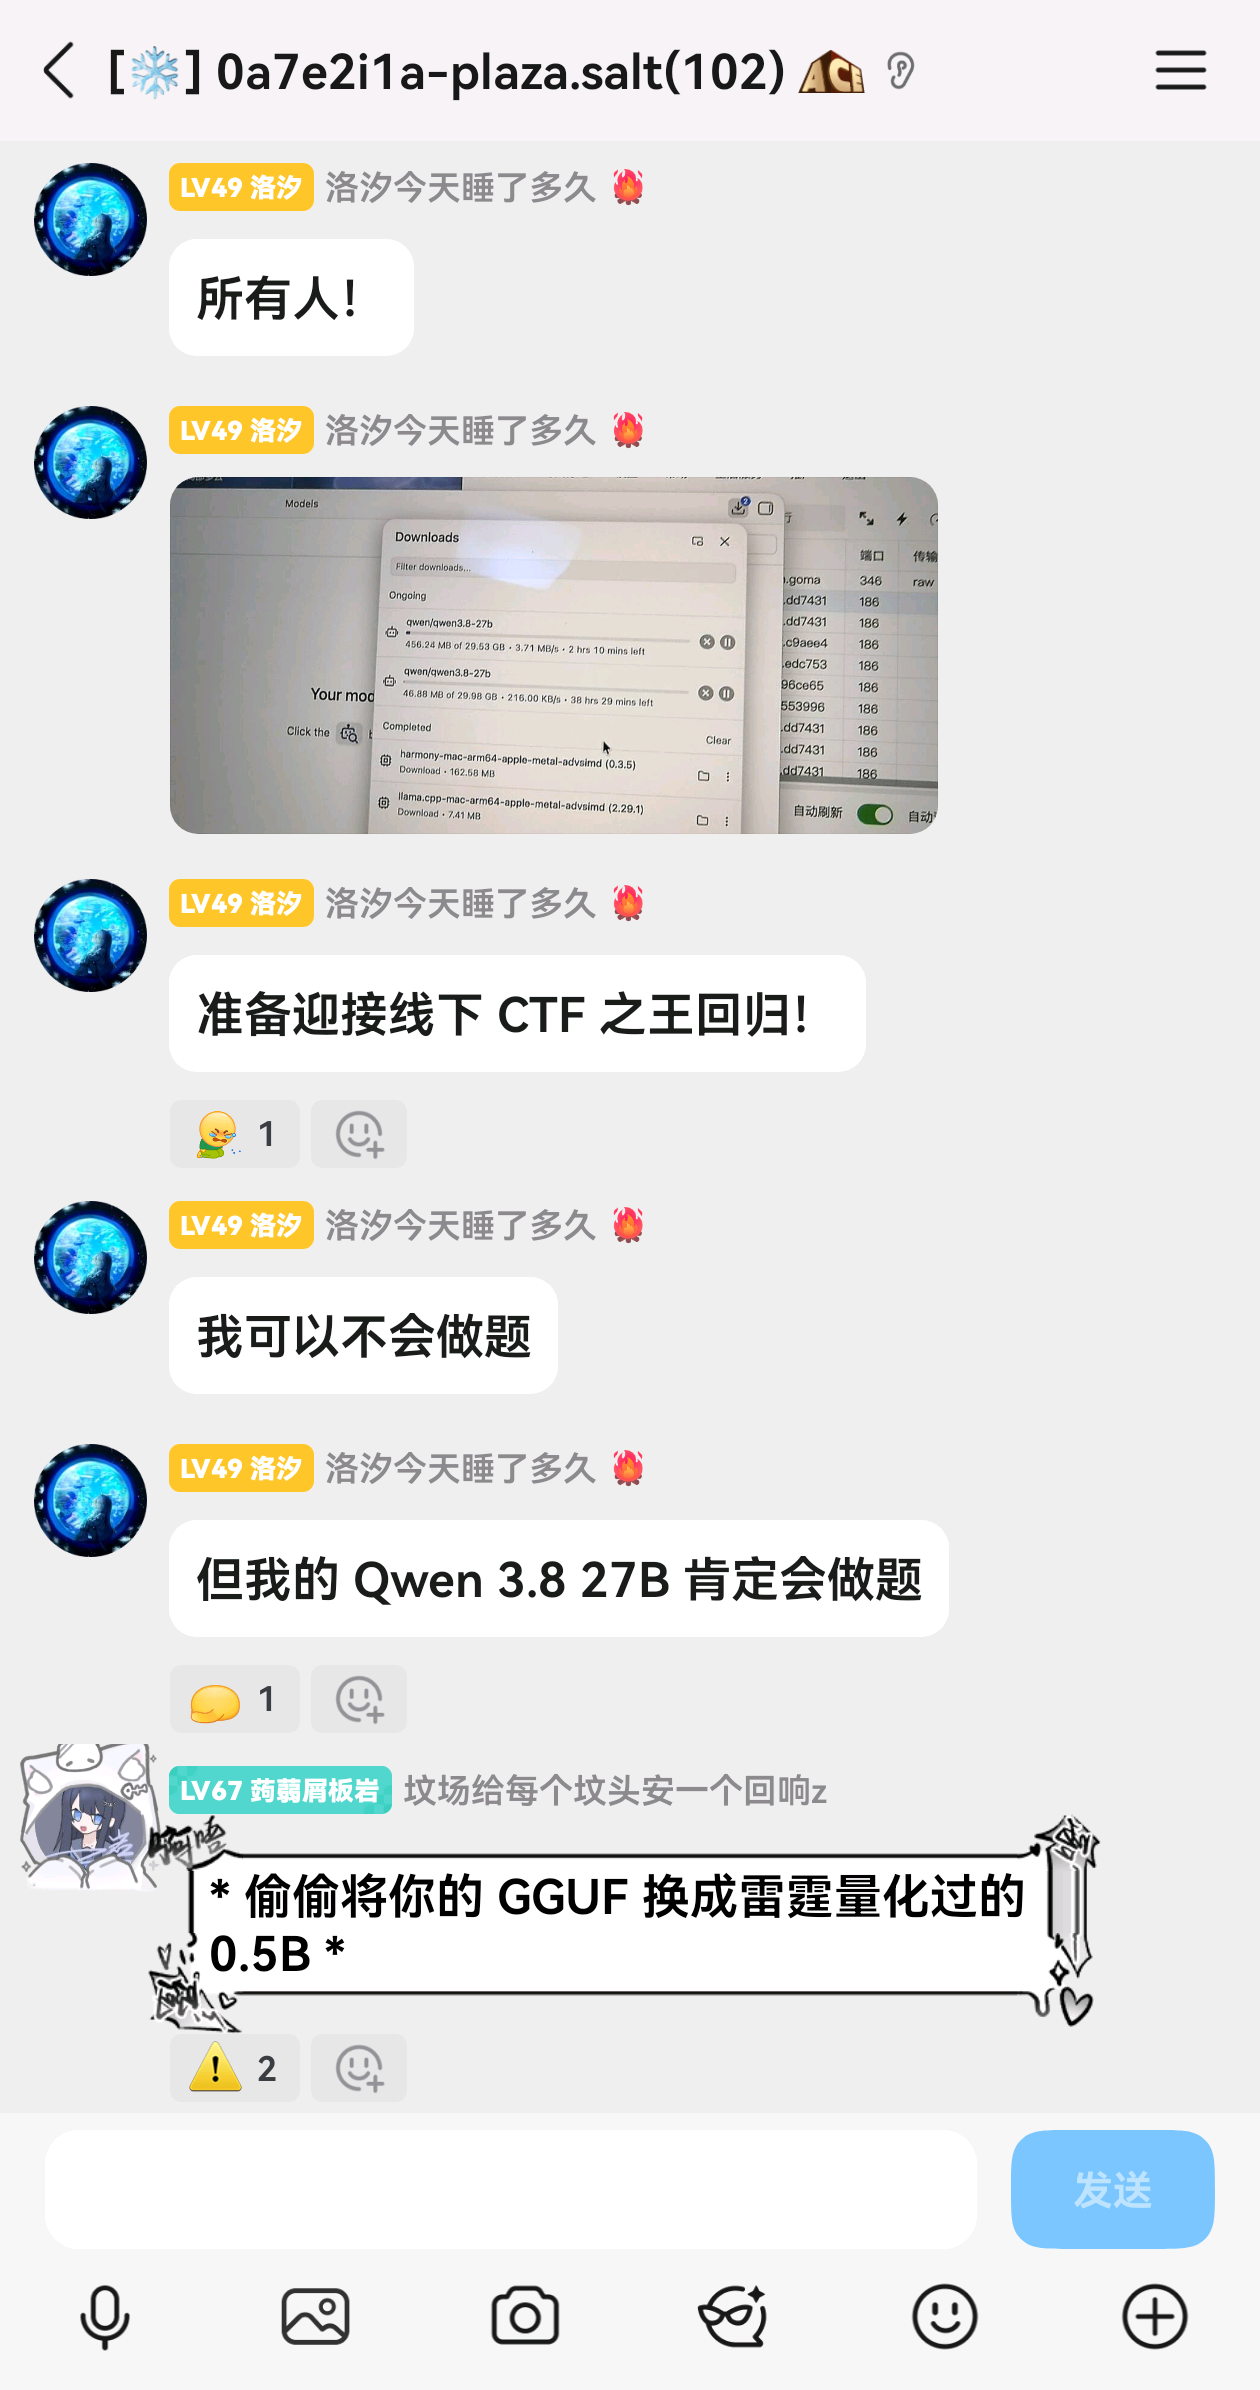 [❄️] 0a7e2i1a-plaza.salt(102) ACE
LV49 洛汐 洛汐今天睡了多久
所有人！
LV49 洛汐 洛汐今天睡了多久
Models
Downloads
Filter downloads...
Ongoing
qwen/qwen3.8-27b
456.24 MB of 29.53 GB • 3.71 MB/s • 2 hrs 10 mins left
qwen/qwen3.8-27b
46.88 MB of 29.98 GB • 216.00 KB/s • 38 hrs 29 mins left
Completed
Clear
harmony-mac-arm64-apple-metal-advsimd (0.3.5)
Download • 162.58 MB
llama.cpp-mac-arm64-apple-metal-advsimd (2.29.1)
Download • 7.41 MB
Your mod
Click the
2
行
端口 传输
.goma 346 raw
.dd7431 186
.dd7431 186
.c9aee4 186
.edc753 186
96ce65 186
553996 186
.dd7431 186
.dd7431 186
.dd7431 186
自动刷新 自动
LV49 洛汐 洛汐今天睡了多久
准备迎接线下 CTF 之王回归！
1
LV49 洛汐 洛汐今天睡了多久
我可以不会做题
LV49 洛汐 洛汐今天睡了多久
但我的 Qwen 3.8 27B 肯定会做题
1
LV67 蒟蒻屑板岩 坟场给每个坟头安一个回响z
啊唔
* 偷偷将你的 GGUF 换成雷霆量化过的
0.5B *
2
发送